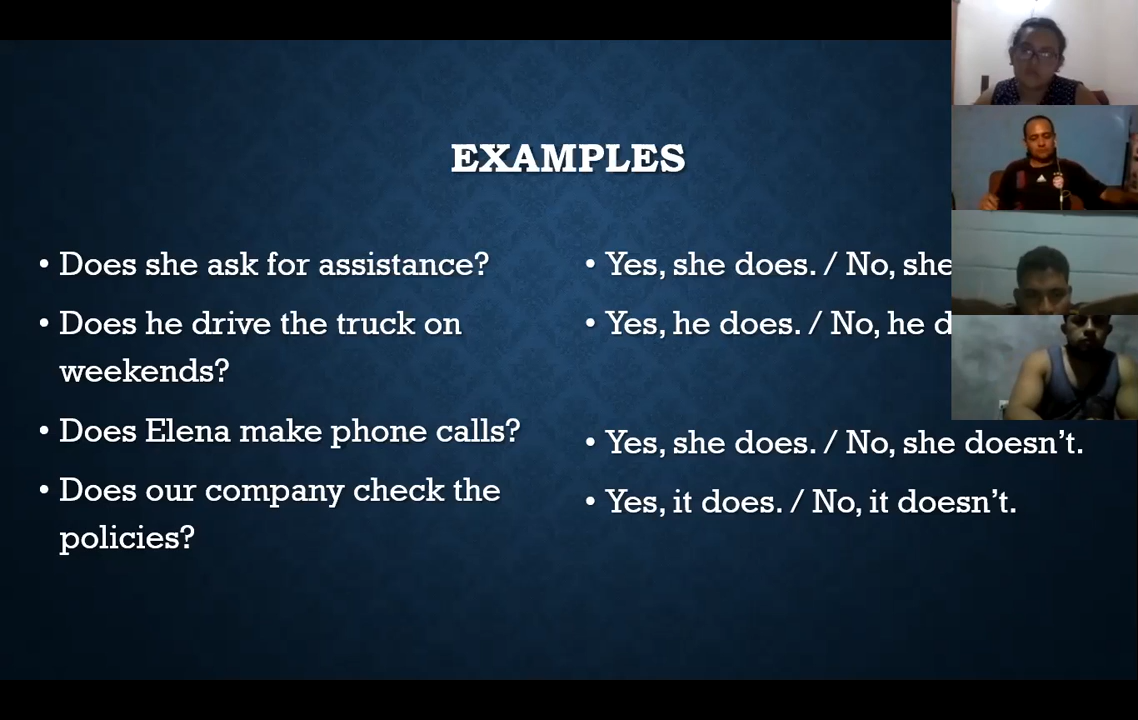 EXAMPLES
• Does she ask for assistance?
• Does he drive the truck on
weekends?
• Does Elena make phone calls?
• Does our company check the
policies?
• Yes, she does. / No, she
• Yes, he does. / No, he d
• Yes, she does. / No, she doesn't.
• Yes, it does. / No, it doesn't.